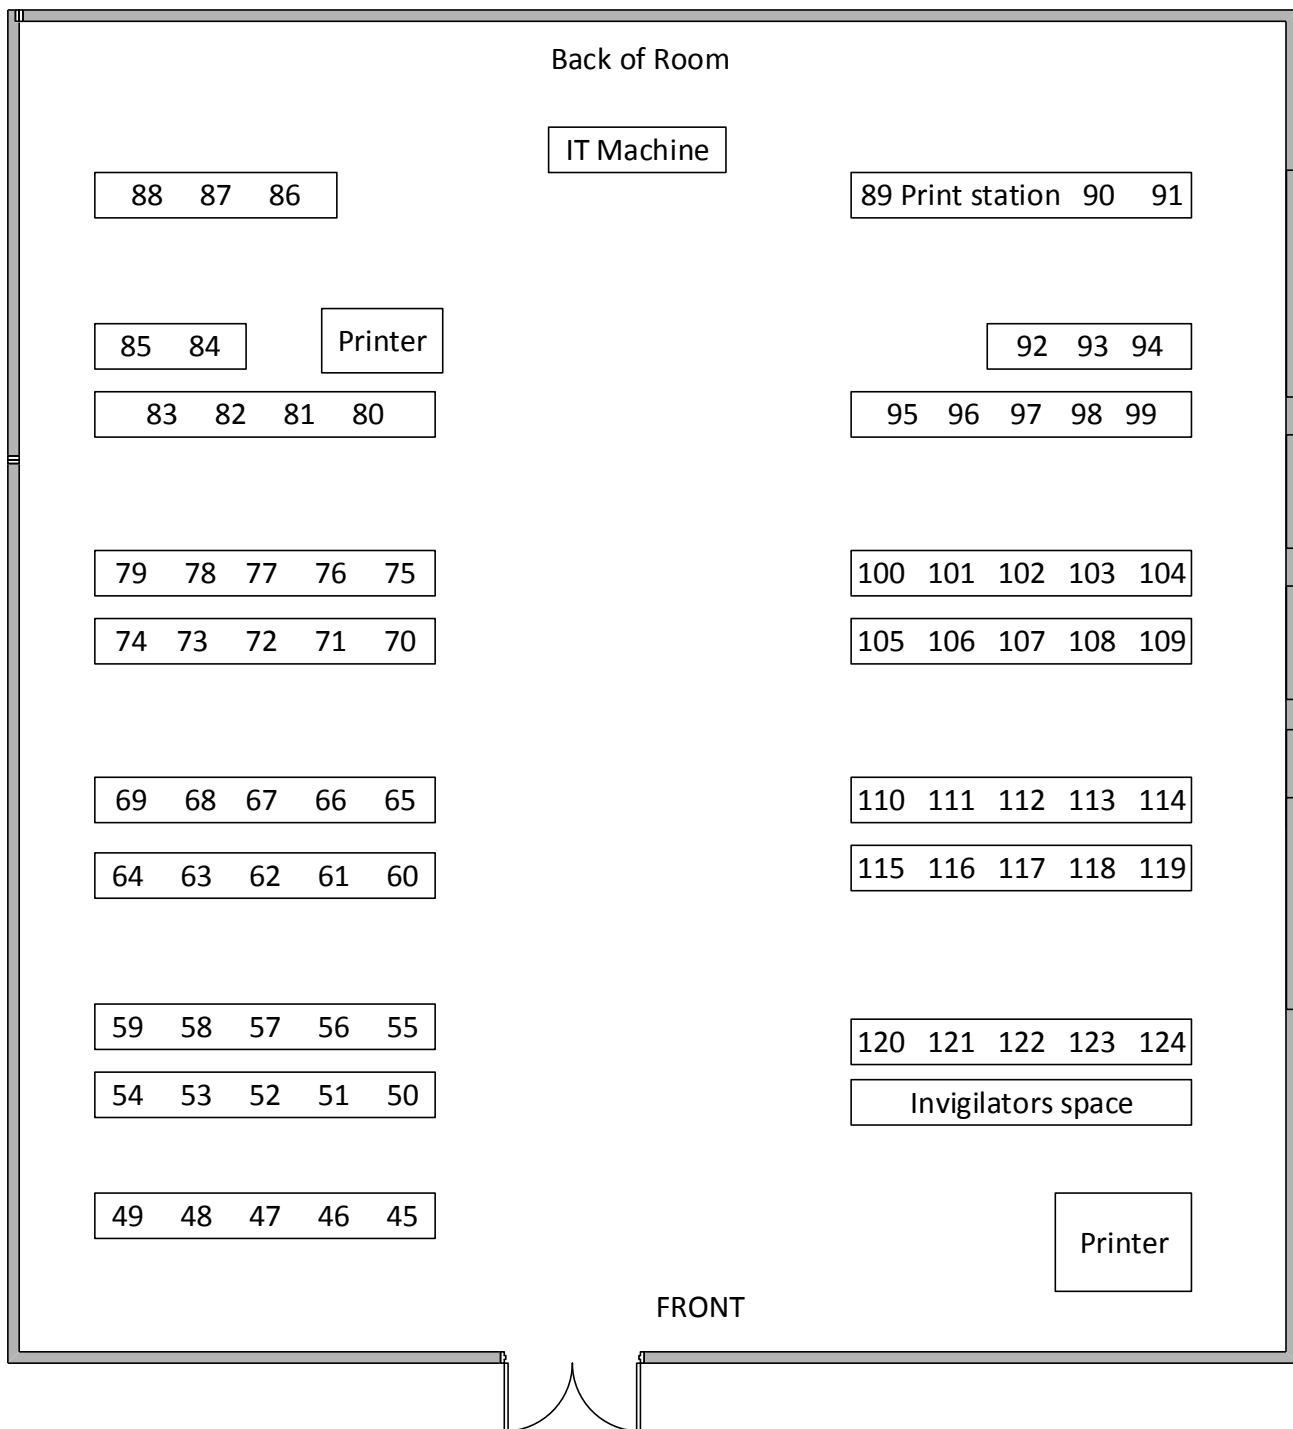 Back of Room
IT Machine
88 87 86
89 Print station 90 91
85 84
Printer
92 93 94
83 82 81 80
95 96 97 98 99
79 78 77 76 75
100 101 102 103 104
74 73 72 71 70
105 106 107 108 109
69 68 67 66 65
110 111 112 113 114
64 63 62 61 60
115 116 117 118 119
59 58 57 56 55
120 121 122 123 124
54 53 52 51 50
Invigilators space
49 48 47 46 45
Printer
FRONT